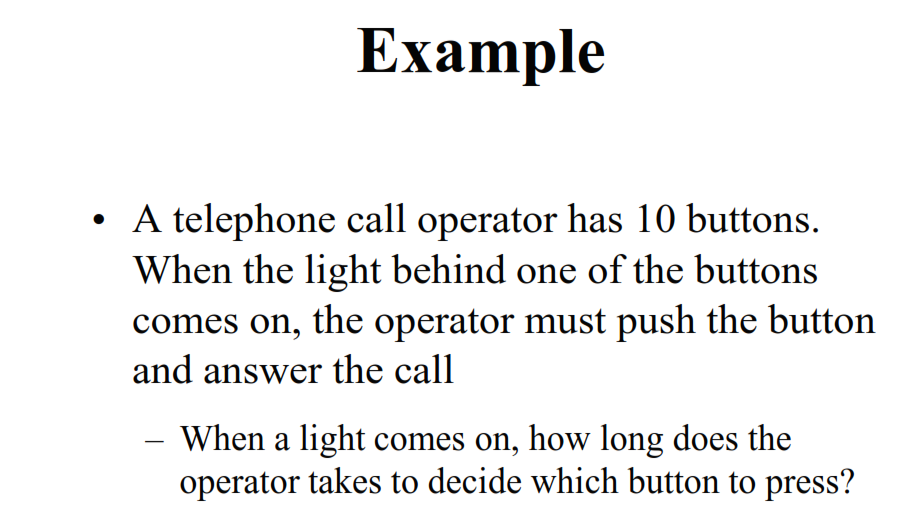 Example
• A telephone call operator has 10 buttons.
When the light behind one of the buttons
comes on, the operator must push the button
and answer the call
– When a light comes on, how long does the
operator takes to decide which button to press?